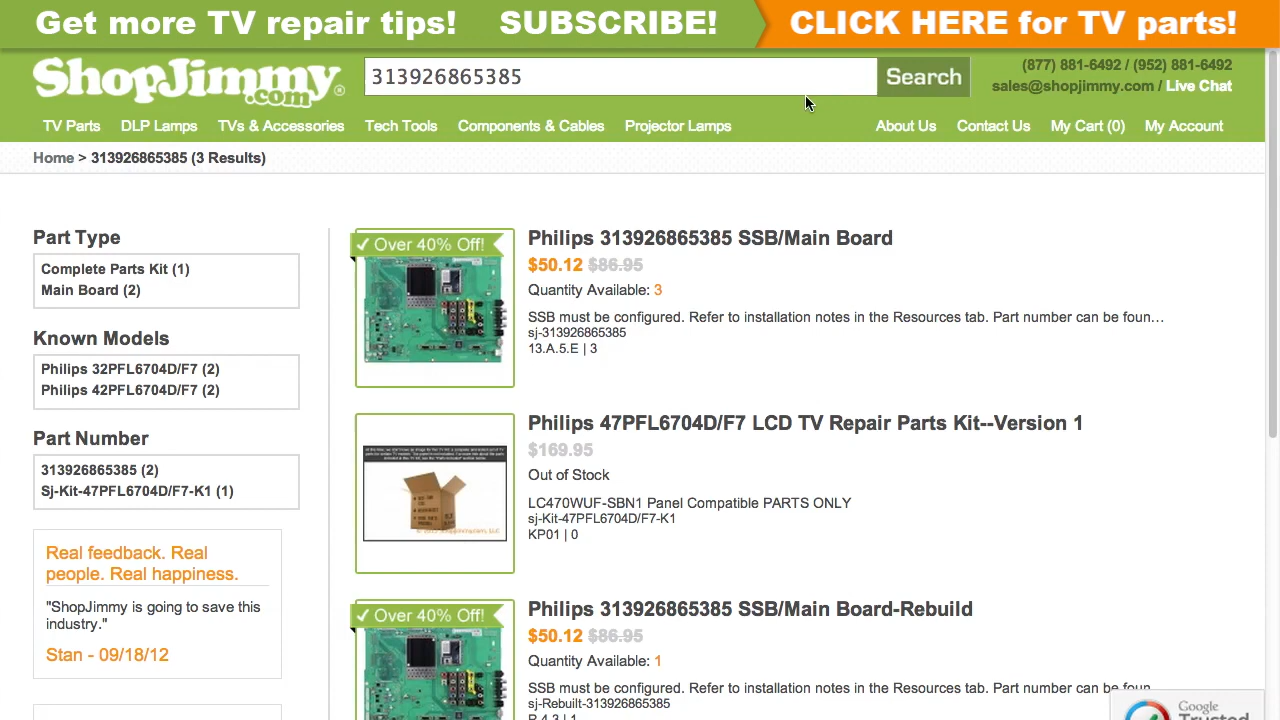 Get more TV repair tips! SUBSCRIBE! CLICK HERE for TV parts!
ShopJimmy.com®
313926865385
Search
(877) 881-6492 / (952) 881-6492
sales@shopjimmy.com / Live Chat
TV Parts DLP Lamps TVs & Accessories Tech Tools Components & Cables Projector Lamps About Us Contact Us My Cart (0) My Account
Home > 313926865385 (3 Results)
Part Type
Complete Parts Kit (1)
Main Board (2)
Known Models
Philips 32PFL6704D/F7 (2)
Philips 42PFL6704D/F7 (2)
Part Number
313926865385 (2)
Sj-Kit-47PFL6704D/F7-K1 (1)
Real feedback. Real
people. Real happiness.
"ShopJimmy is going to save this
industry."
Stan - 09/18/12
✓ Over 40% Off!
Philips 313926865385 SSB/Main Board
$50.12 $86.95
Quantity Available: 3
SSB must be configured. Refer to installation notes in the Resources tab. Part number can be foun...
sj-313926865385
13.A.5.E | 3
Philips 47PFL6704D/F7 LCD TV Repair Parts Kit--Version 1
$169.95
Out of Stock
LC470WUF-SBN1 Panel Compatible PARTS ONLY
sj-Kit-47PFL6704D/F7-K1
KP01 | 0
✓ Over 40% Off!
Philips 313926865385 SSB/Main Board-Rebuild
$50.12 $86.95
Quantity Available: 1
SSB must be configured. Refer to installation notes in the Resources tab. Part number can be foun
sj-Rebuilt-313926865385
R.4.3 | 1
Google
Trusted